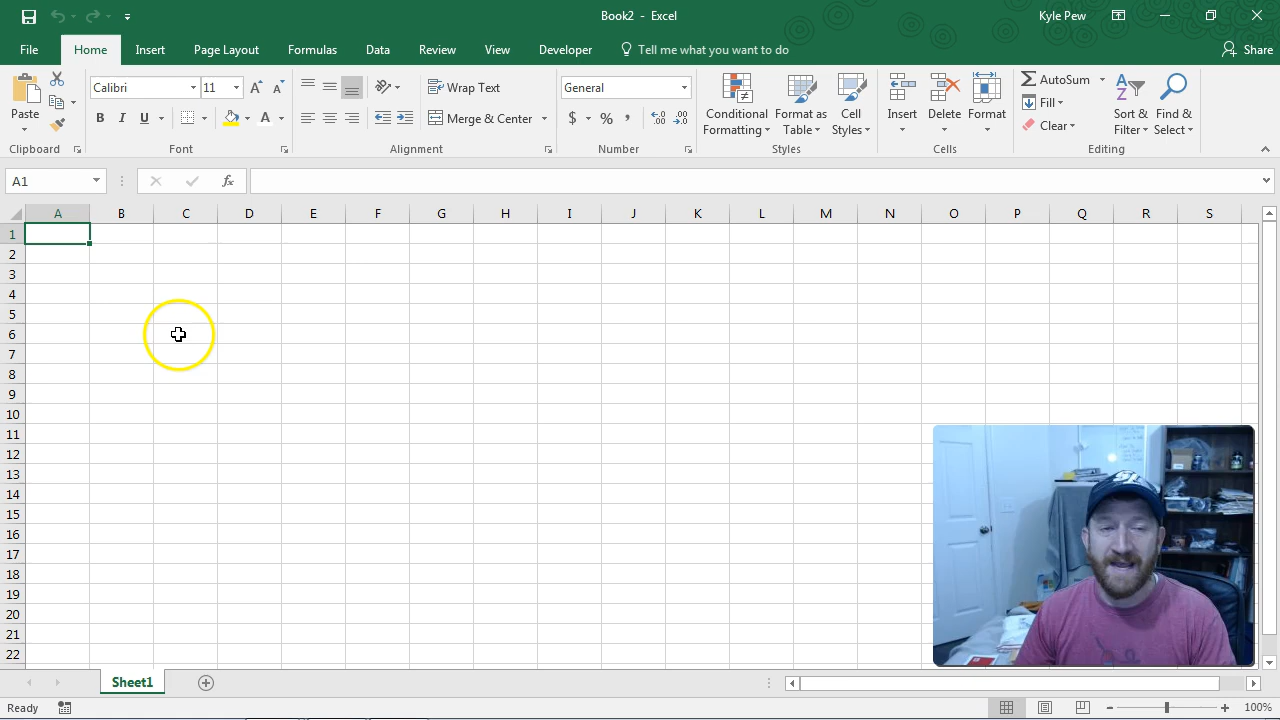 Book2 - Excel
Kyle Pew
File Home Insert Page Layout Formulas Data Review View Developer Tell me what you want to do Share
Calibri 11 Wrap Text General AutoSum
Paste B I U Merge & Center $ % , Conditional Formatting Format as Table Cell Styles Insert Delete Format Fill Clear Sort & Filter Find & Select
Clipboard Font Alignment Number Styles Cells Editing
A1 fx
A B C D E F G H I J K L M N O P Q R S
1
2
3
4
5
6
7
8
9
10
11
12
13
14
15
16
17
18
19
20
21
22
Sheet1
Ready 100%